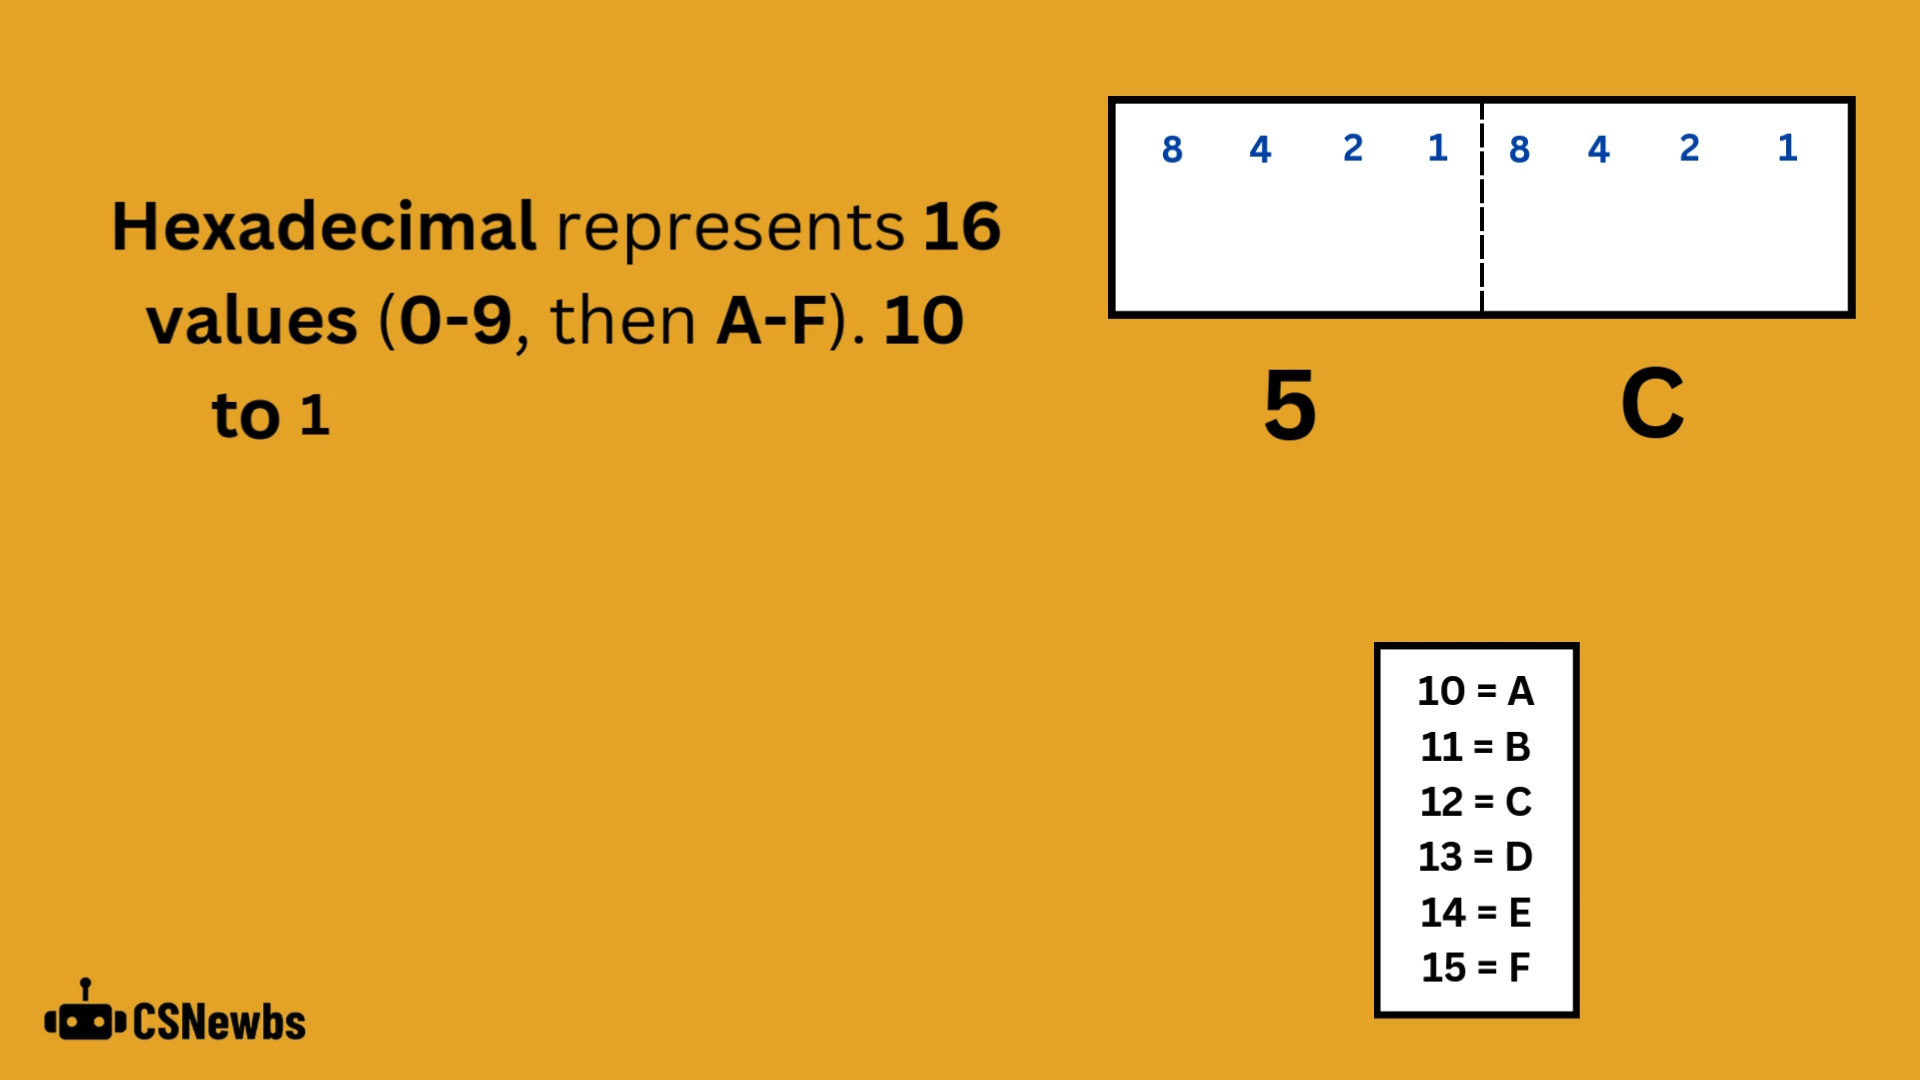 Hexadecimal represents 16
values (0-9, then A-F). 10
to 1
8 4 2 1 8 4 2 1
5 C
10 = A
11 = B
12 = C
13 = D
14 = E
15 = F
CSNewbs